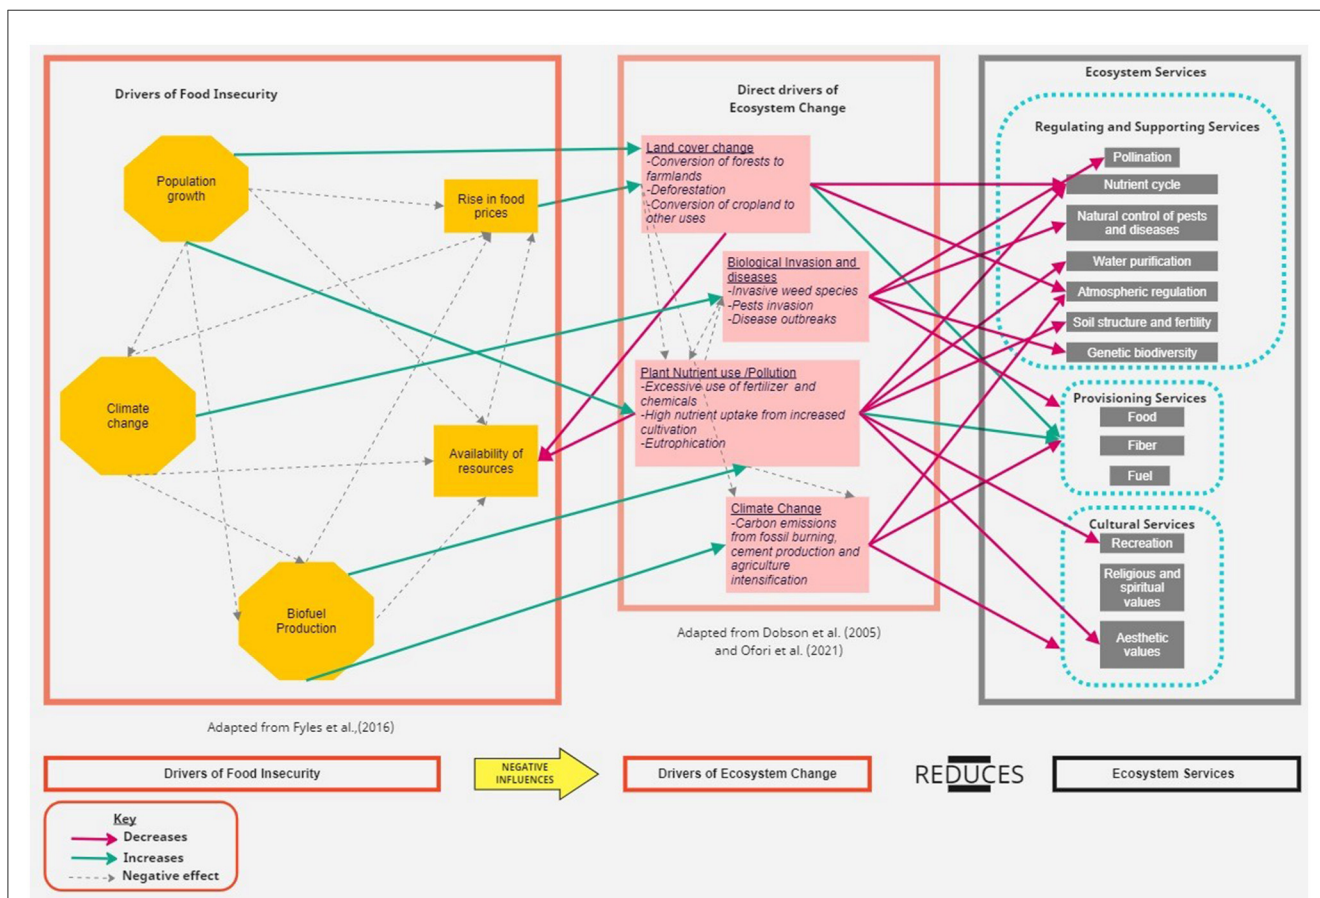 Drivers of Food Insecurity
Population
growth
Rise in food
prices
Climate
change
Availability of
resources
Biofuel
Production
Adapted from Fyles et al.,(2016)
Direct drivers of
Ecosystem Change
Land cover change
-Conversion of forests to
farmlands
-Deforestation
-Conversion of cropland to
other uses
Biological Invasion and
diseases
-Invasive weed species
-Pests invasion
-Disease outbreaks
Plant Nutrient use /Pollution
-Excessive use of fertilizer and
chemicals
-High nutrient uptake from increased
cultivation
-Eutrophication
Climate Change
-Carbon emissions
from fossil burning,
cement production and
agriculture
intensification
Adapted from Dobson et al. (2005)
and Ofori et al. (2021)
Ecosystem Services
Regulating and Supporting Services
Pollination
Nutrient cycle
Natural control of pests
and diseases
Water purification
Atmospheric regulation
Soil structure and fertility
Genetic biodiversity
Provisioning Services
Food
Fiber
Fuel
Cultural Services
Recreation
Religious and
spiritual
values
Aesthetic
values
Drivers of Food Insecurity
NEGATIVE
INFLUENCES
Drivers of Ecosystem Change
REDUCES
Ecosystem Services
Key
Decreases
Increases
Negative effect